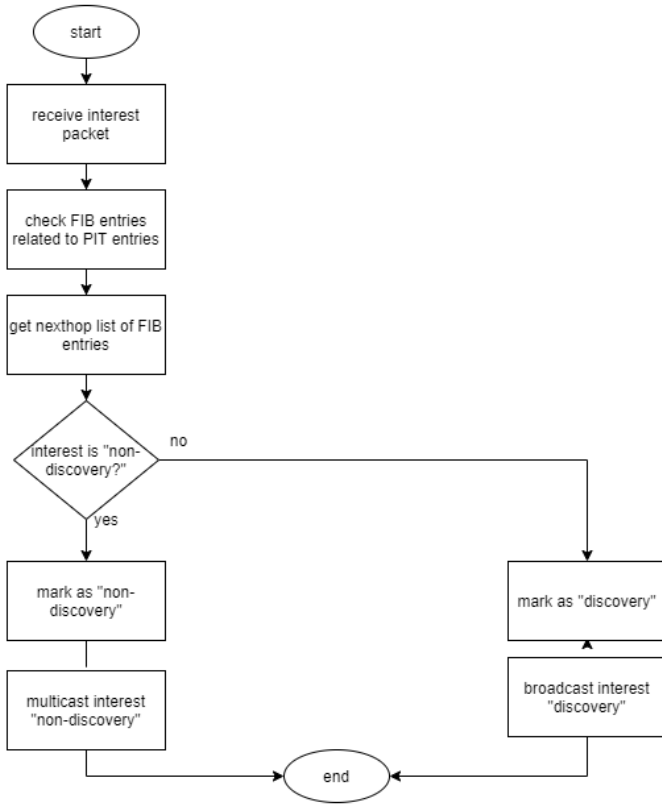 start
receive interest
packet
check FIB entries
related to PIT entries
get nexthop list of FIB
entries
interest is "non-
discovery?"
no
yes
mark as "non-
discovery"
mark as "discovery"
multicast interest
"non-discovery"
broadcast interest
"discovery"
end